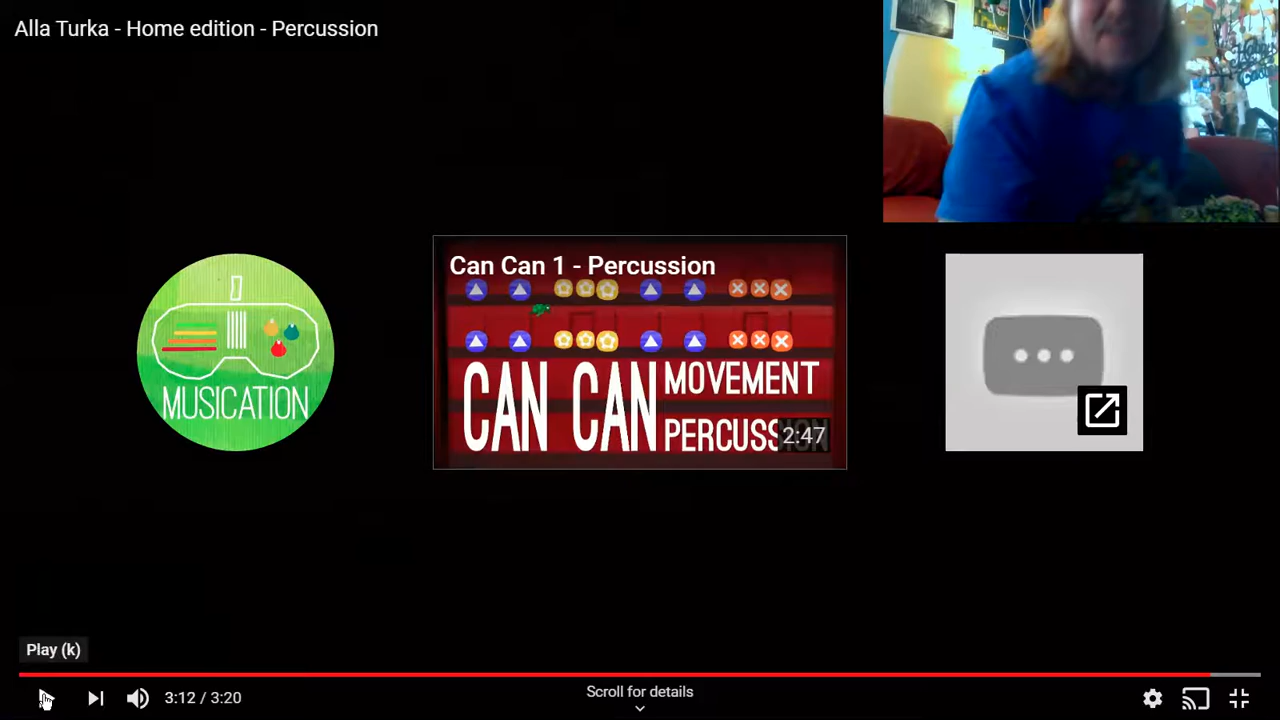 Alla Turka - Home edition - Percussion
MUSICATION
Can Can 1 - Percussion
CAN CAN
MOVEMENT
PERCUSSION
2:47
Play (k)
3:12 / 3:20
Scroll for details